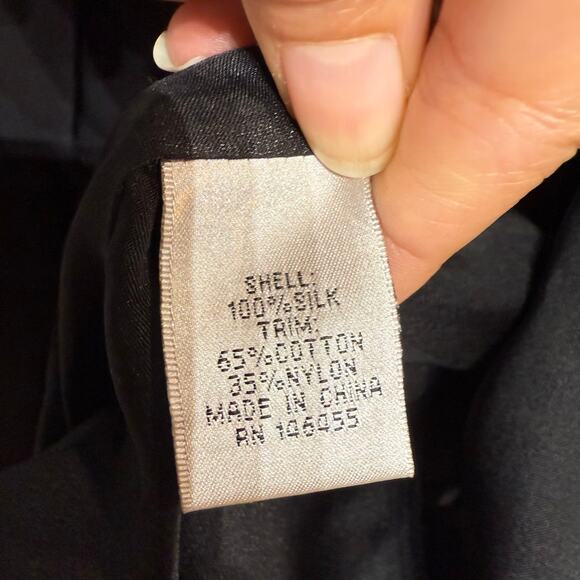 SHELL:
100%SILK
TRIM:
65%COTTON
35%NYLON
MADE IN CHINA
RN 146455